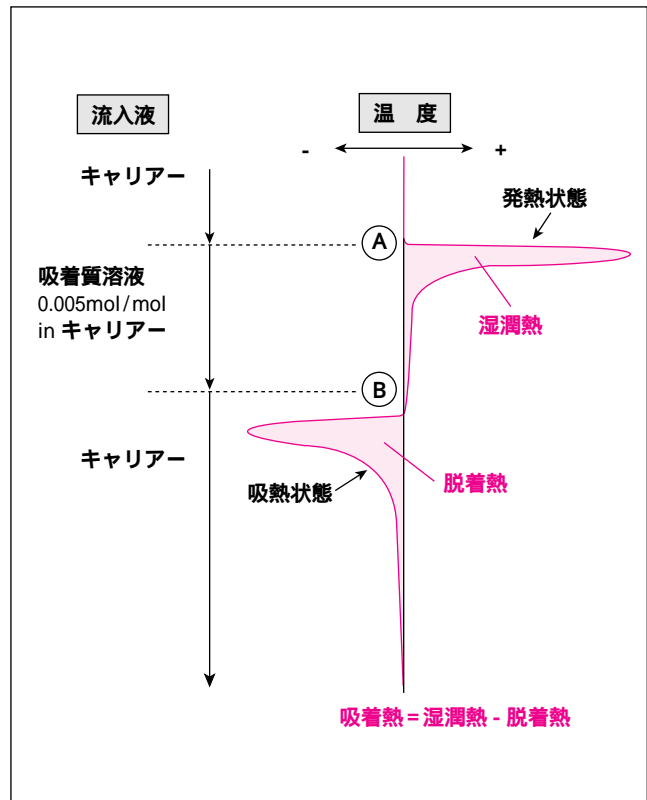 流入液
温 度
- +
キャリアー
発熱状態
A
吸着質溶液
0.005mol/mol
in キャリアー
湿潤熱
B
キャリアー
脱着熱
吸熱状態
吸着熱=湿潤熱 - 脱着熱